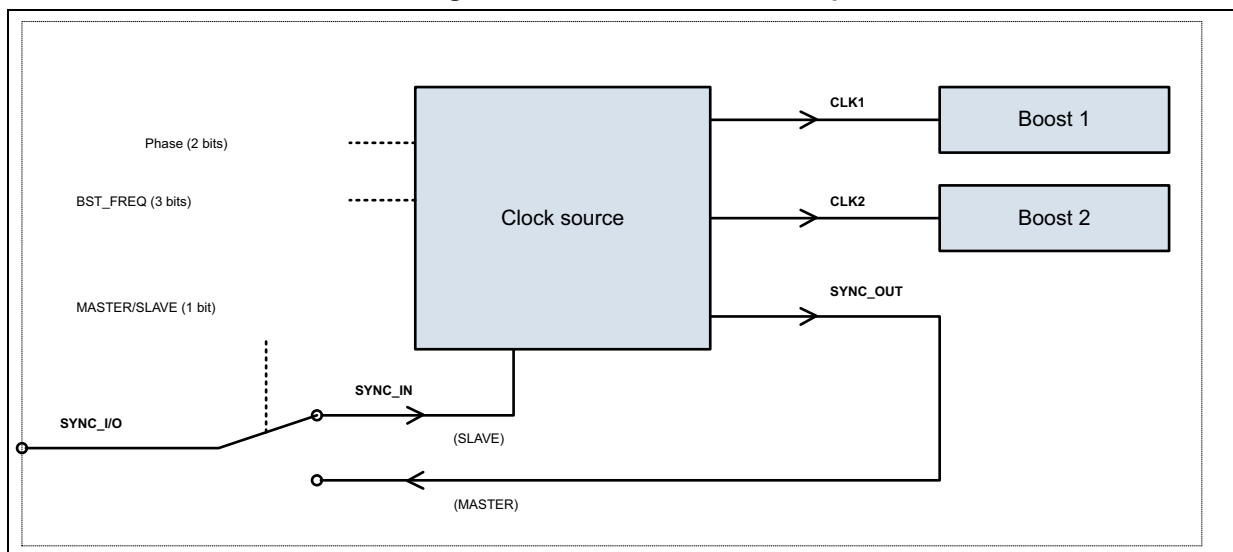 CLK1
Boost 1
Phase (2 bits)
BST_FREQ (3 bits)
Clock source
CLK2
Boost 2
MASTER/SLAVE (1 bit)
SYNC_OUT
SYNC_IN
SYNC_I/O
(SLAVE)
(MASTER)